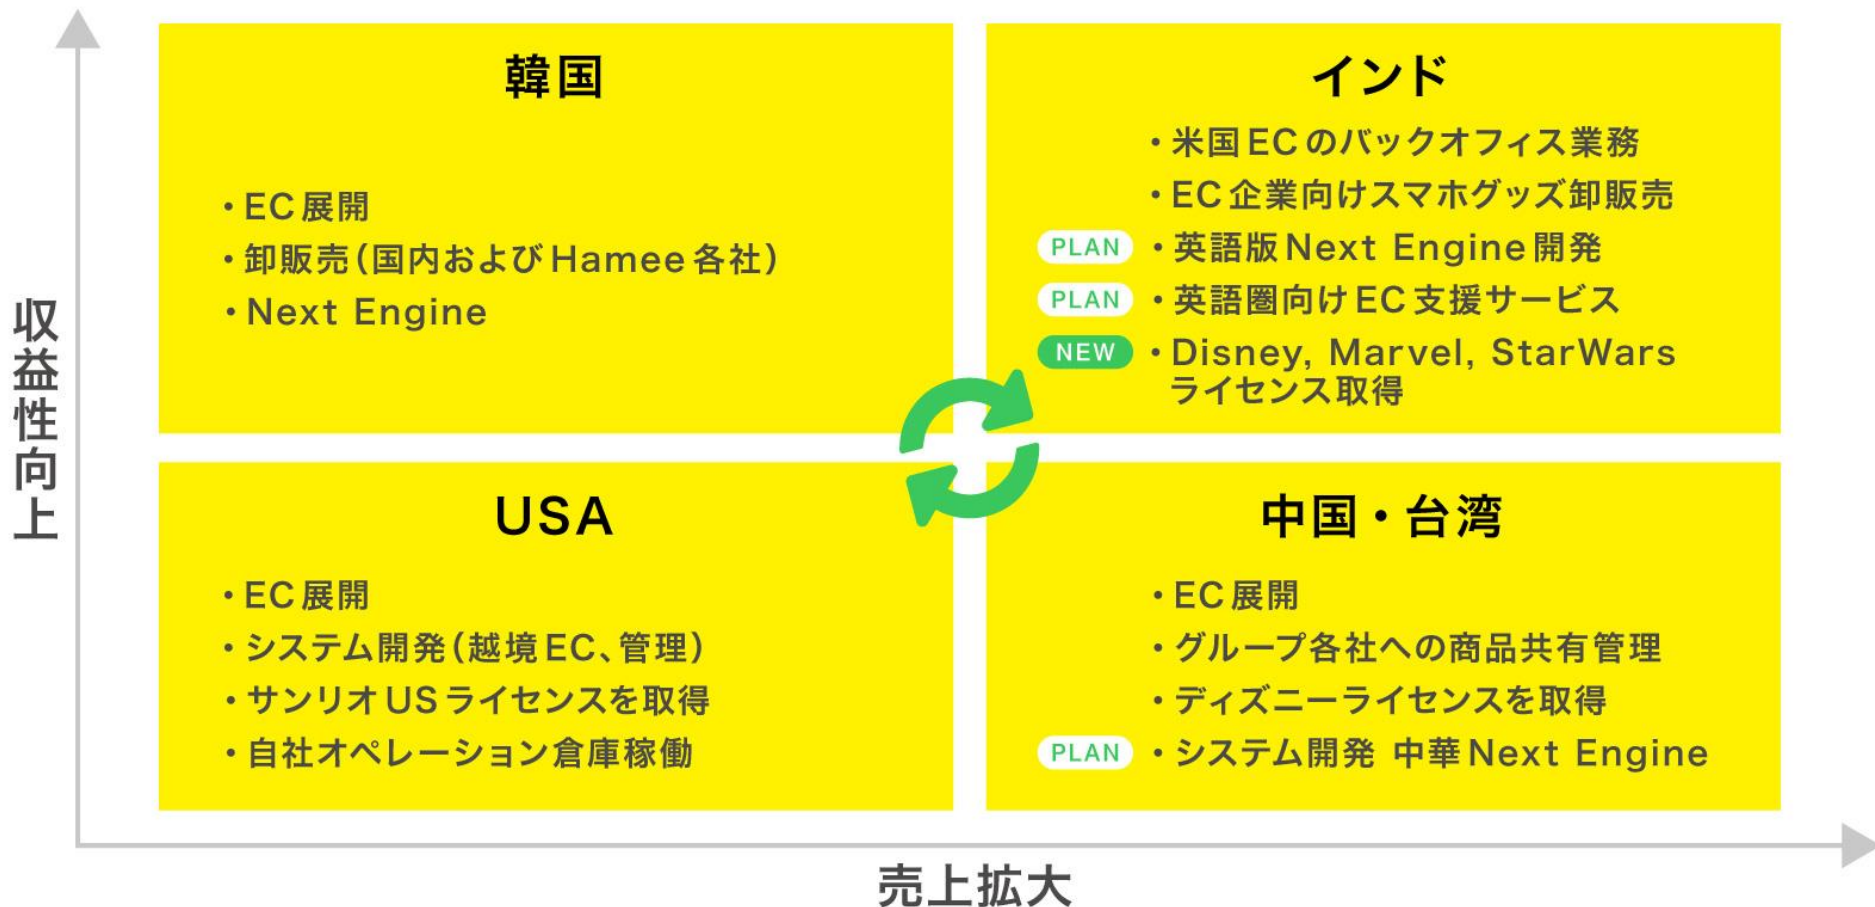 収益性向上
韓国
・EC展開
・卸販売(国内およびHamee各社)
・Next Engine
インド
・米国ECのバックオフィス業務
・EC企業向けスマホグッズ卸販売
PLAN ・英語版Next Engine開発
PLAN ・英語圏向けEC支援サービス
NEW ・Disney, Marvel, StarWars
ライセンス取得
USA
・EC展開
・システム開発(越境EC、管理)
・サンリオUSライセンスを取得
・自社オペレーション倉庫稼働
中国・台湾
・EC展開
・グループ各社への商品共有管理
・ディズニーライセンスを取得
PLAN ・システム開発 中華Next Engine
売上拡大